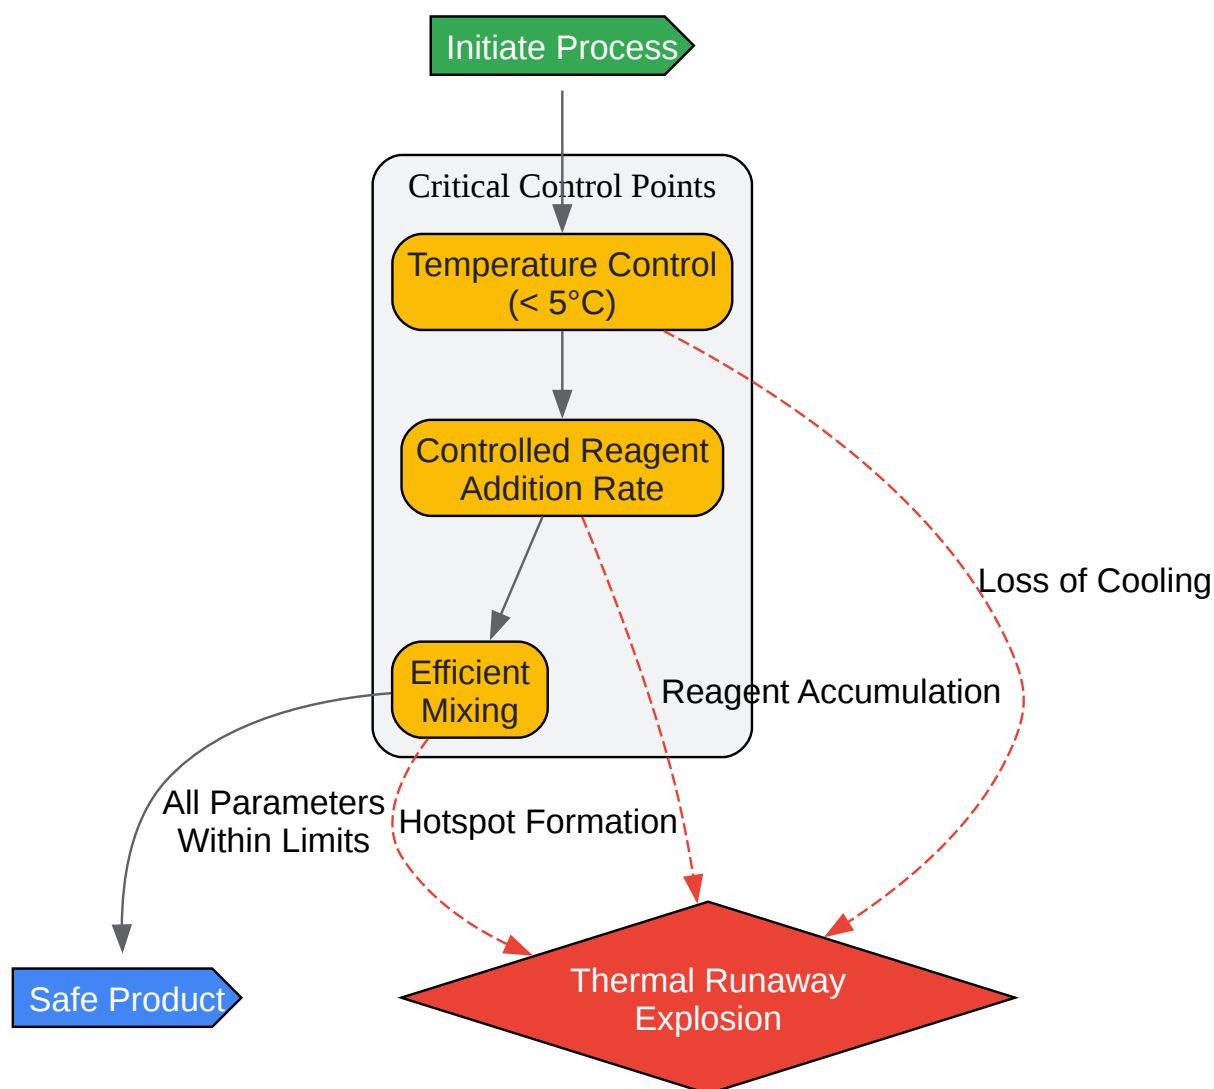 Initiate Process
Critical Control Points
Temperature Control
(< 5°C)
Controlled Reagent
Addition Rate
Loss of Cooling
Efficient
Mixing
Reagent Accumulation
All Parameters
Within Limits
Hotspot Formation
Safe Product
Thermal Runaway
Explosion